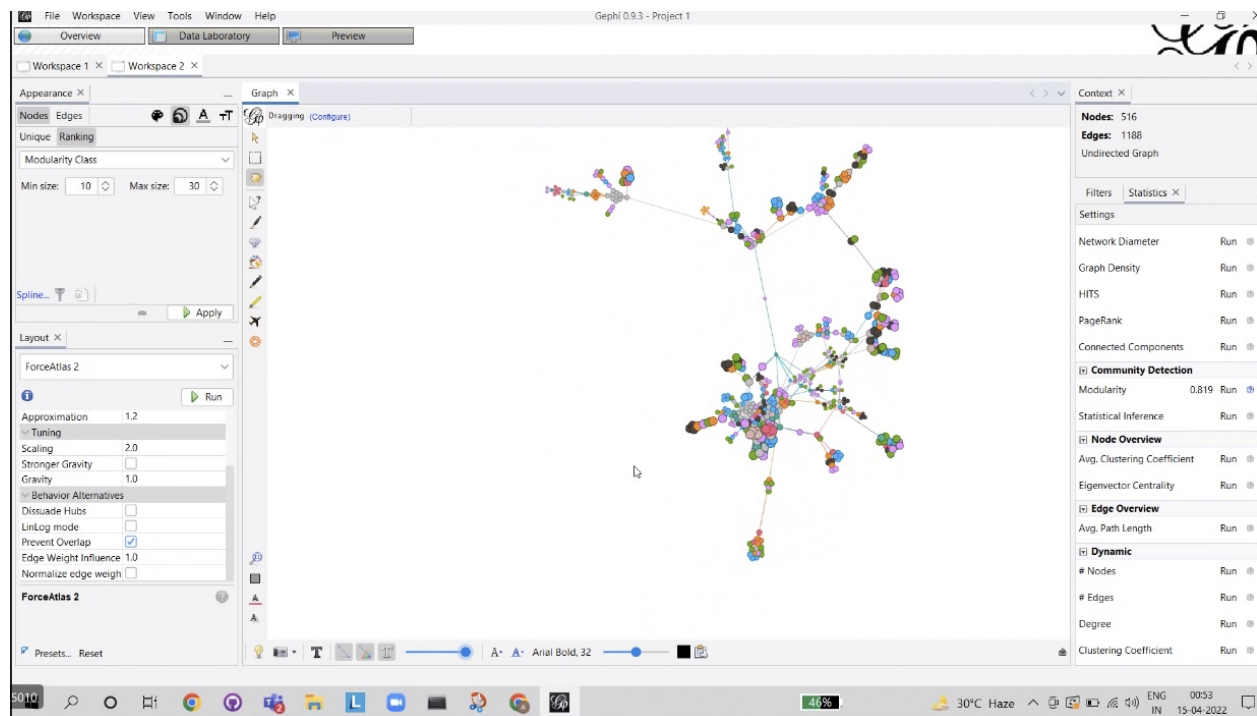 File Workspace View Tools Window Help
Gephi 0.9.3 - Project 1
Overview
Data Laboratory
Preview
Workspace 1
Workspace 2
Appearance
Nodes Edges
Unique Ranking
Modularity Class
Min size: 10 Max size: 30
Spline...
Apply
Layout
ForceAtlas 2
Run
Approximation 1.2
Tuning
Scaling 2.0
Stronger Gravity
Gravity 1.0
Behavior Alternatives
Dissuade Hubs
LinLog mode
Prevent Overlap
Edge Weight Influence 1.0
Normalize edge weigh
ForceAtlas 2
Presets... Reset
Graph
Dragging (Configure)
Arial Bold, 32
Context
Nodes: 516
Edges: 1188
Undirected Graph
Filters Statistics
Settings
Network Diameter Run
Graph Density Run
HITS Run
PageRank Run
Connected Components Run
Community Detection
Modularity 0.819 Run
Statistical Inference Run
Node Overview
Avg. Clustering Coefficient Run
Eigenvector Centrality Run
Edge Overview
Avg. Path Length Run
Dynamic
# Nodes Run
# Edges Run
Degree Run
Clustering Coefficient Run
5010
46%
30°C Haze
ENG
IN
00:53
15-04-2022